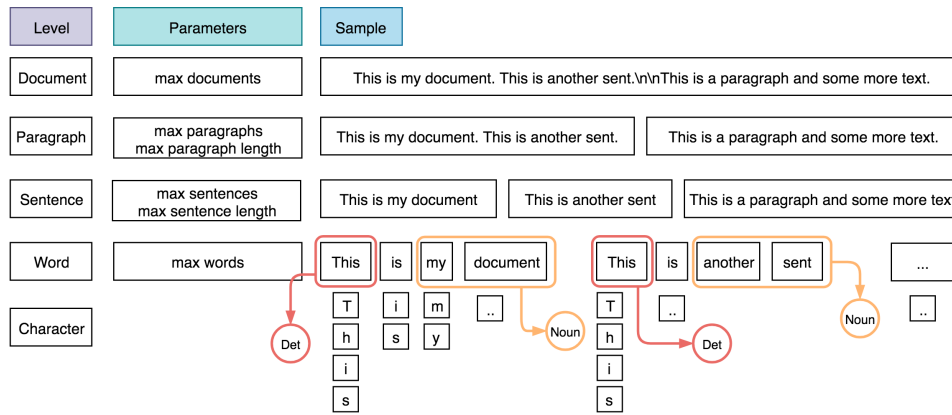 Level Parameters Sample
Document max documents This is my document. This is another sent.\n\nThis is a paragraph and some more text.
Paragraph max paragraphs
max paragraph length This is my document. This is another sent. This is a paragraph and some more text.
Sentence max sentences
max sentence length This is my document This is another sent This is a paragraph and some more text
Word max words This is my document This is another sent ...
Character T i m .. T .. ..
Det h s y Noun h Det Noun
i i
s s